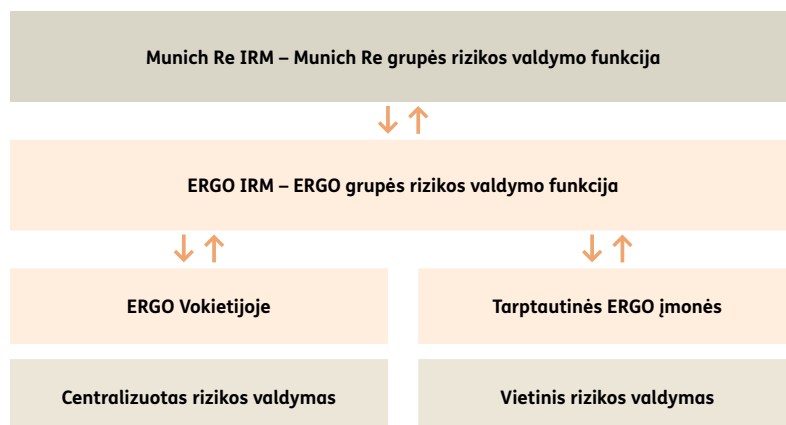 Munich Re IRM – Munich Re grupės rizikos valdymo funkcija
ERGO IRM – ERGO grupės rizikos valdymo funkcija
ERGO Vokietijoje
Tarptautinės ERGO įmonės
Centralizuotas rizikos valdymas
Vietinis rizikos valdymas